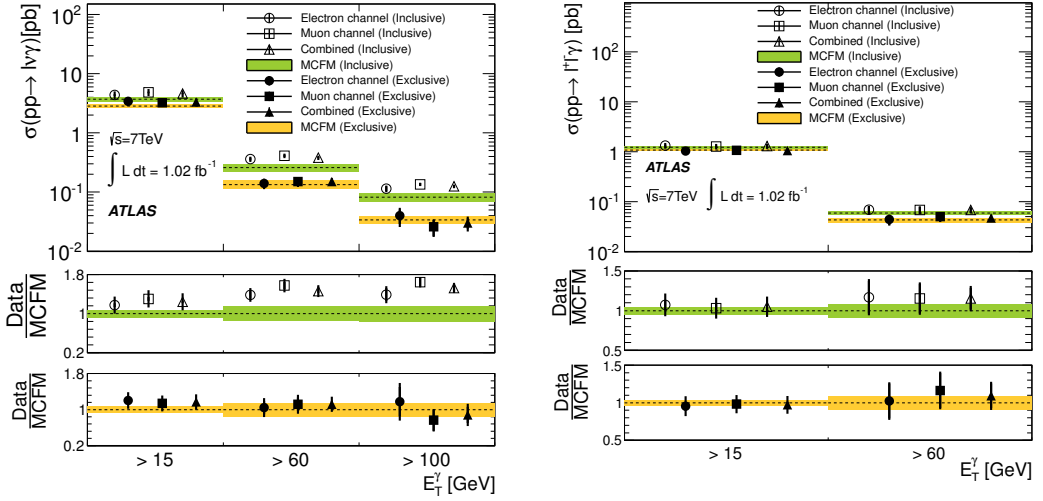 σ(pp→ lνγ)[pb]
10²
10
1
10⁻¹
10⁻²
Electron channel (Inclusive)
Muon channel (Inclusive)
Combined (Inclusive)
MCFM (Inclusive)
Electron channel (Exclusive)
Muon channel (Exclusive)
Combined (Exclusive)
MCFM (Exclusive)
√s=7TeV
∫ L dt = 1.02 fb⁻¹
ATLAS
Data
MCFM
1.8
1
0.2
Data
MCFM
1.8
1
0.2
> 15 > 60 > 100
E_T^γ [GeV]
σ(pp→ l⁺l⁻γ) [pb]
10³
10²
10
1
10⁻¹
10⁻²
Electron channel (Inclusive)
Muon channel (Inclusive)
Combined (Inclusive)
MCFM (Inclusive)
Electron channel (Exclusive)
Muon channel (Exclusive)
Combined (Exclusive)
MCFM (Exclusive)
ATLAS
√s=7TeV ∫ L dt = 1.02 fb⁻¹
Data
MCFM
1.5
1
0.5
Data
MCFM
1.5
1
0.5
> 15 > 60
E_T^γ [GeV]